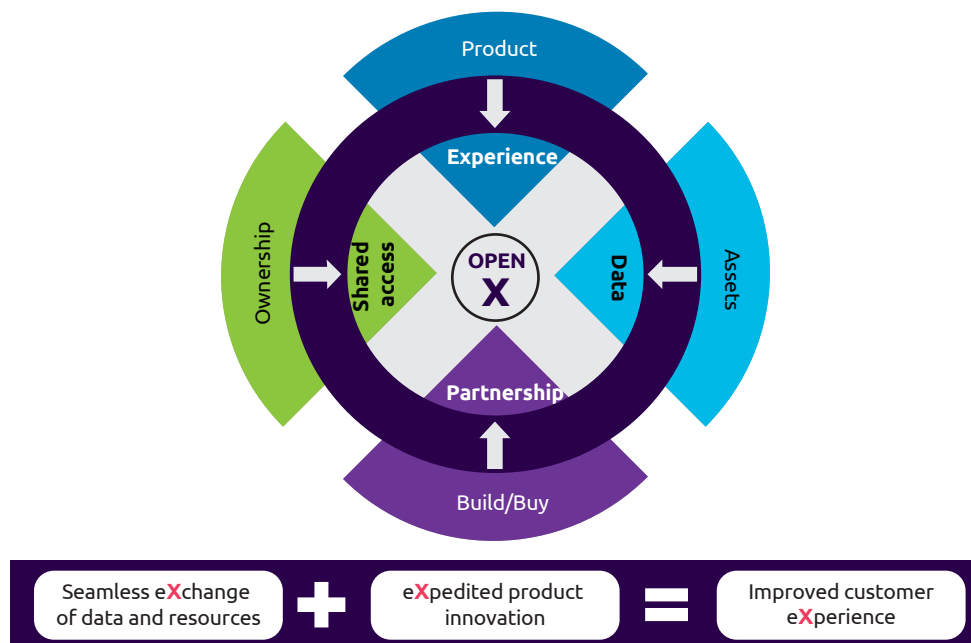 Product
Experience
Ownership
Shared
access
OPEN
X
Data
Assets
Partnership
Build/Buy
Seamless eXchange
of data and resources
eXpedited product
innovation
Improved customer
eXperience